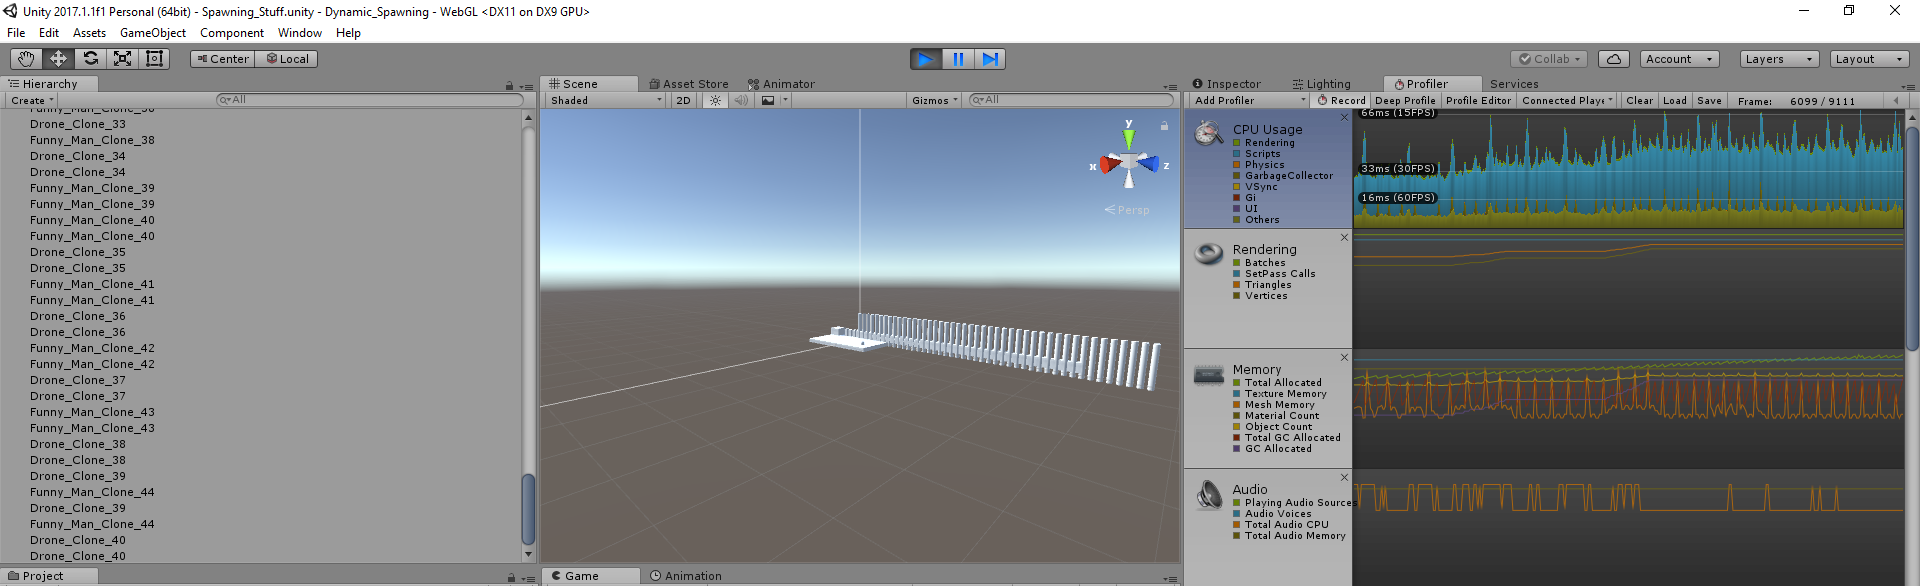 Unity 2017.1.1f1 Personal (64bit) - Spawning_Stuff.unity - Dynamic_Spawning - WebGL <DX11 on DX9 GPU>
File Edit Assets GameObject Component Window Help
Center Local Collab Account Layers Layout
Hierarchy
Create All
Drone_Clone_33
Funny_Man_Clone_38
Drone_Clone_34
Drone_Clone_34
Funny_Man_Clone_39
Funny_Man_Clone_39
Funny_Man_Clone_40
Funny_Man_Clone_40
Drone_Clone_35
Drone_Clone_35
Funny_Man_Clone_41
Funny_Man_Clone_41
Drone_Clone_36
Drone_Clone_36
Funny_Man_Clone_42
Funny_Man_Clone_42
Drone_Clone_37
Drone_Clone_37
Funny_Man_Clone_43
Funny_Man_Clone_43
Drone_Clone_38
Drone_Clone_38
Drone_Clone_39
Funny_Man_Clone_44
Drone_Clone_39
Funny_Man_Clone_44
Drone_Clone_40
Drone_Clone_40
Project
Scene Asset Store Animator
Shaded 2D Gizmos All
y
x z
Persp
Game Animation
Inspector Lighting Profiler Services
Add Profiler Record Deep Profile Profile Editor Connected Playe Clear Load Save Frame: 6099 / 9111
CPU Usage
Rendering
Scripts
Physics
GarbageCollector
VSync
Gi
UI
Others
66ms (15FPS)
33ms (30FPS)
16ms (60FPS)
Rendering
Batches
SetPass Calls
Triangles
Vertices
Memory
Total Allocated
Texture Memory
Mesh Memory
Material Count
Object Count
Total GC Allocated
GC Allocated
Audio
Playing Audio Sources
Audio Voices
Total Audio CPU
Total Audio Memory